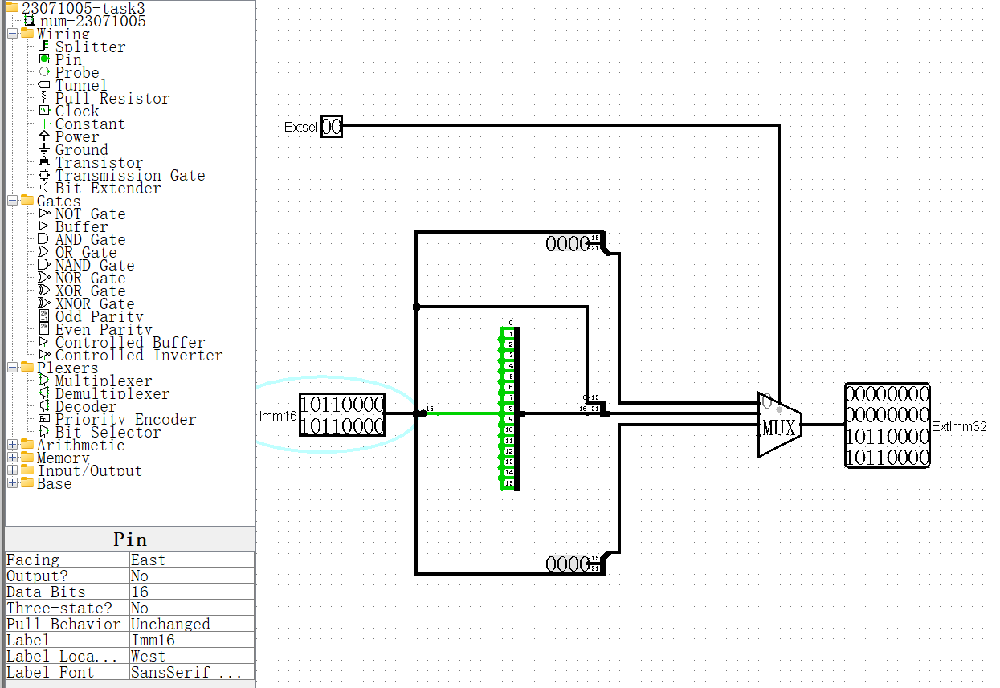 23071005-task3
num-23071005
Wiring
Splitter
Pin
Probe
Tunnel
Pull Resistor
Clock
Constant
Power
Ground
Transistor
Transmission Gate
Bit Extender
Gates
NOT Gate
Buffer
AND Gate
OR Gate
NAND Gate
NOR Gate
XOR Gate
XNOR Gate
Odd Parity
Even Parity
Controlled Buffer
Controlled Inverter
Plexers
Multiplexer
Demultiplexer
Decoder
Priority Encoder
Bit Selector
Arithmetic
Memory
Input/Output
Base
Pin
Facing East
Output? No
Data Bits 16
Three-state? No
Pull Behavior Unchanged
Label Imm16
Label Loca... West
Label Font SansSerif ...
Extsel 00
0000
-15
-21
0
1
2
3
4
5
6
7
8
9
10
11
12
13
14
15
0-15
16-21
Imm16
10110000
10110000
15
0
MUX
00000000
00000000
10110000
10110000
ExtImm32
0000
-15
-21